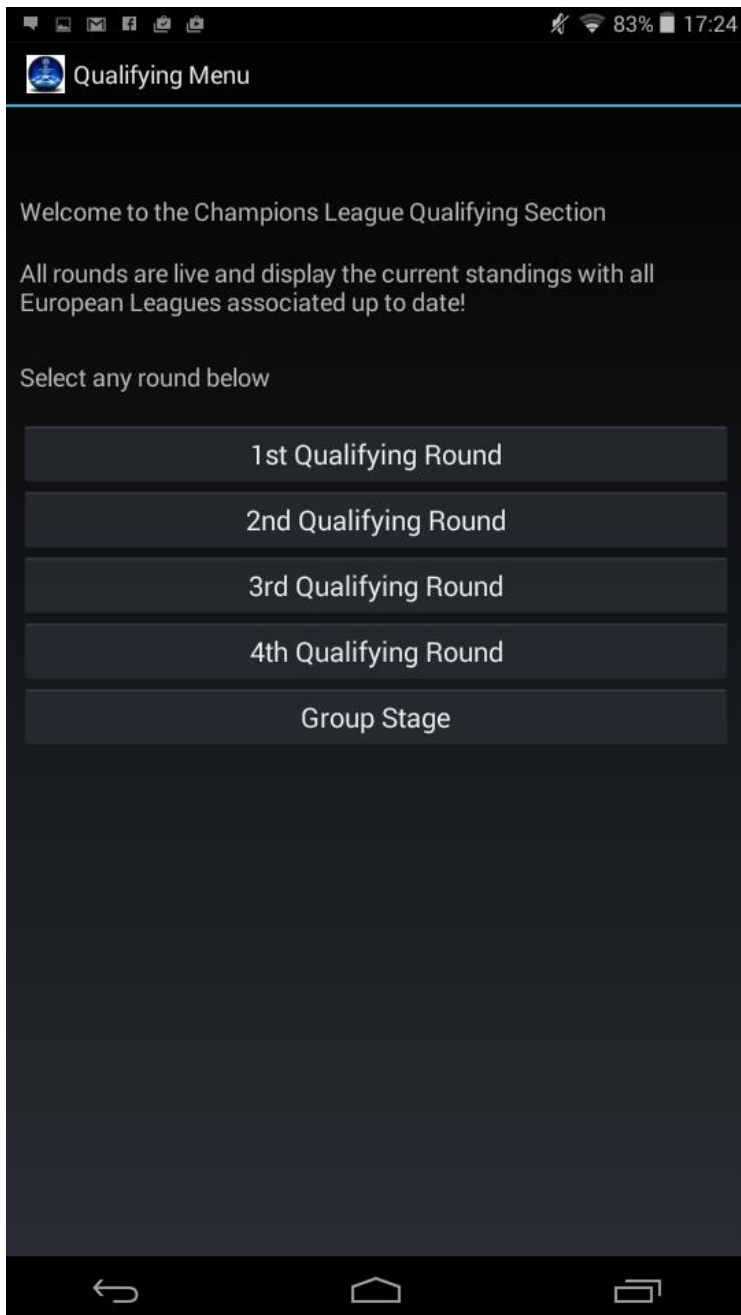 83% 17:24
Qualifying Menu
Welcome to the Champions League Qualifying Section
All rounds are live and display the current standings with all
European Leagues associated up to date!
Select any round below
1st Qualifying Round
2nd Qualifying Round
3rd Qualifying Round
4th Qualifying Round
Group Stage